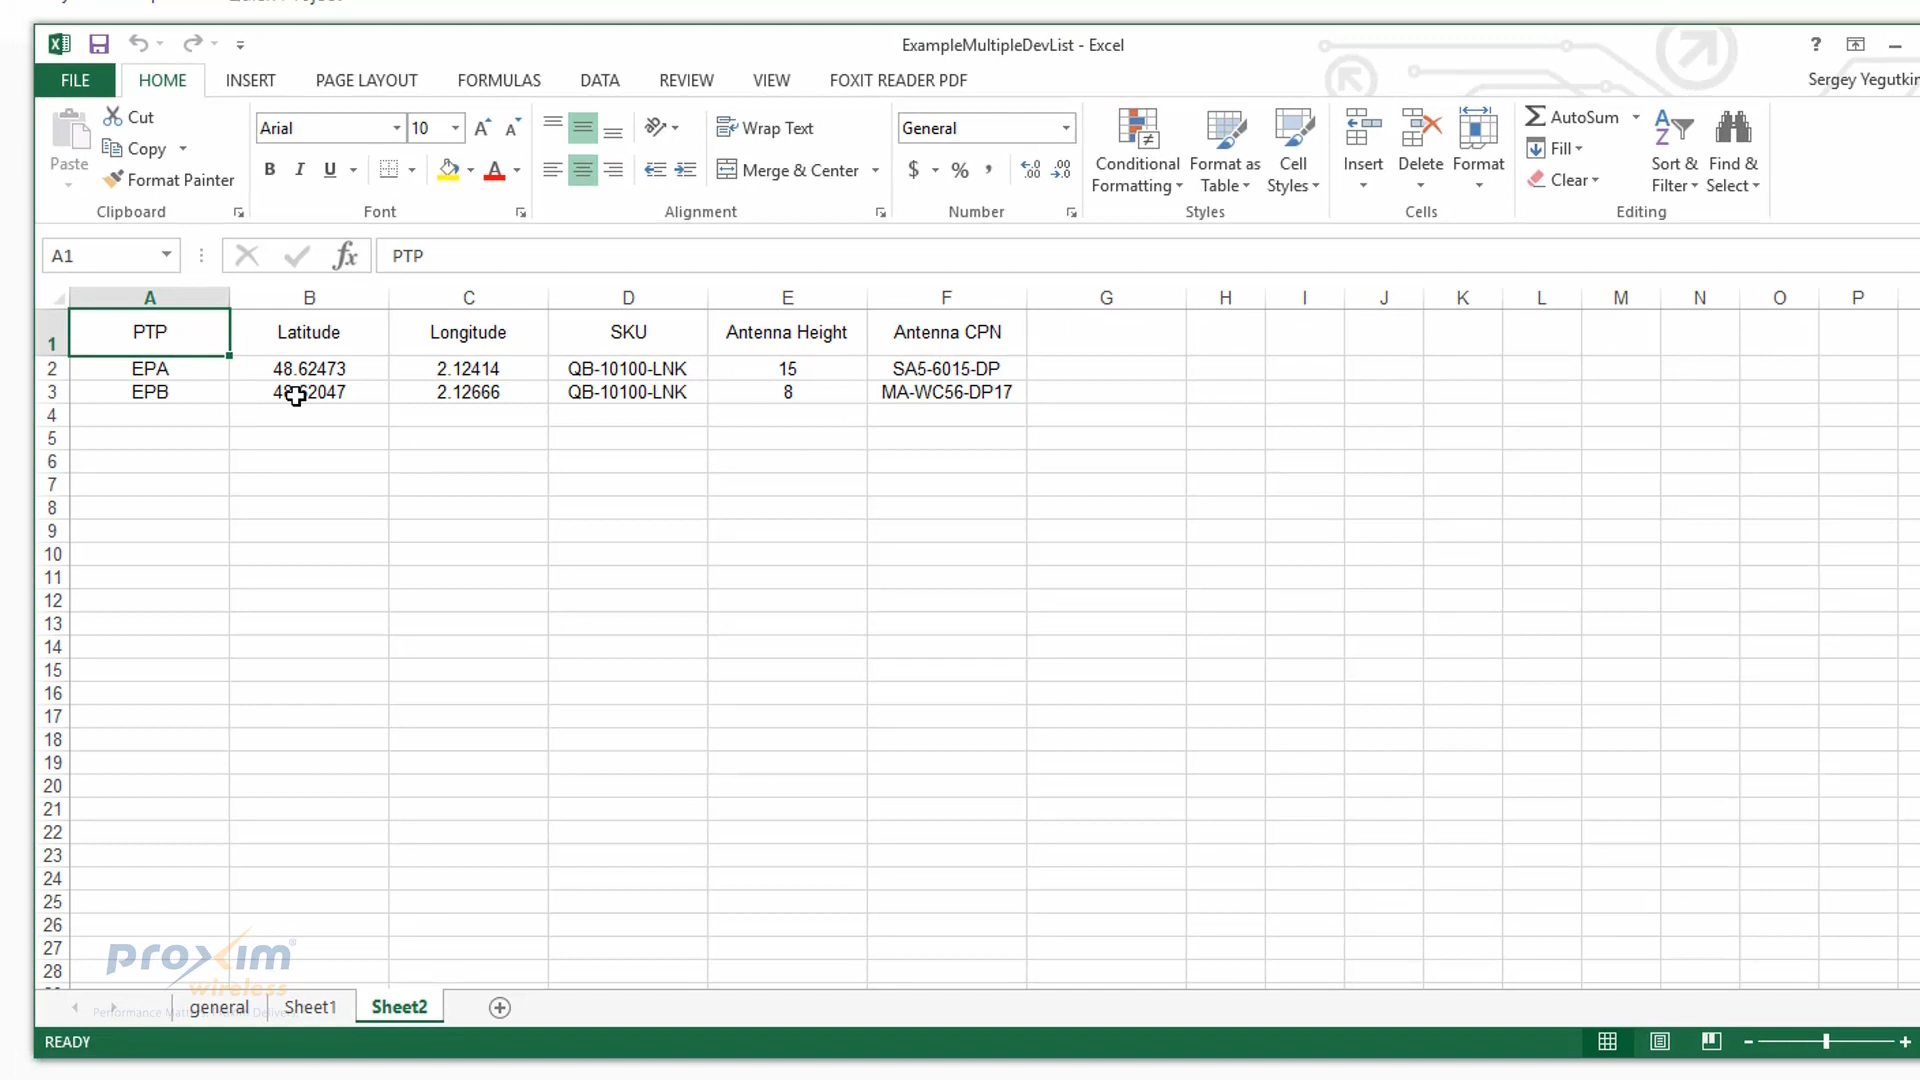 ExampleMultipleDevList - Excel
?
FILE HOME INSERT PAGE LAYOUT FORMULAS DATA REVIEW VIEW FOXIT READER PDF
Sergey Yegutkin
Paste
Cut
Copy
Format Painter
Clipboard
Arial 10
B I U
Font
Wrap Text
Merge & Center
Alignment
General
$ % ,
Number
Conditional Formatting
Format as Table
Cell Styles
Styles
Insert
Delete
Format
Cells
AutoSum
Fill
Clear
Sort & Filter
Find & Select
Editing
A1 fx PTP
A B C D E F G H I J K L M N O P
1 PTP Latitude Longitude SKU Antenna Height Antenna CPN
2 EPA 48.62473 2.12414 QB-10100-LNK 15 SA5-6015-DP
3 EPB 48.62047 2.12666 QB-10100-LNK 8 MA-WC56-DP17
4
5
6
7
8
9
10
11
12
13
14
15
16
17
18
19
20
21
22
23
24
25
26
27
28
proxim
wireless
general Sheet1 Sheet2
READY